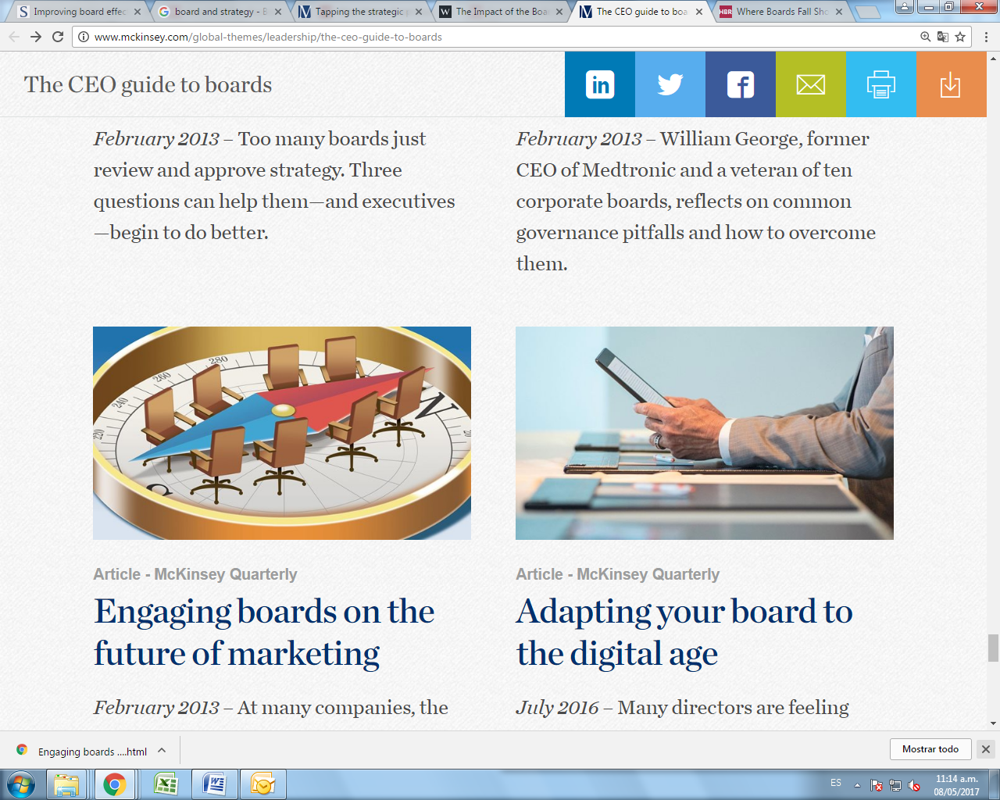 Improving board effec
board and strategy - B
Tapping the strategic p
The Impact of the Boa
The CEO guide to boa
HBR
Where Boards Fall Sho
www.mckinsey.com/global-themes/leadership/the-ceo-guide-to-boards
The CEO guide to boards
in
February 2013 – Too many boards just
review and approve strategy. Three
questions can help them—and executives
—begin to do better.
February 2013 – William George, former
CEO of Medtronic and a veteran of ten
corporate boards, reflects on common
governance pitfalls and how to overcome
them.
280
260
240
220
N
Article - McKinsey Quarterly
Engaging boards on the
future of marketing
February 2013 – At many companies, the
Article - McKinsey Quarterly
Adapting your board to
the digital age
July 2016 – Many directors are feeling
Engaging boards ....html
Mostrar todo
ES
11:14 a.m.
08/05/2017